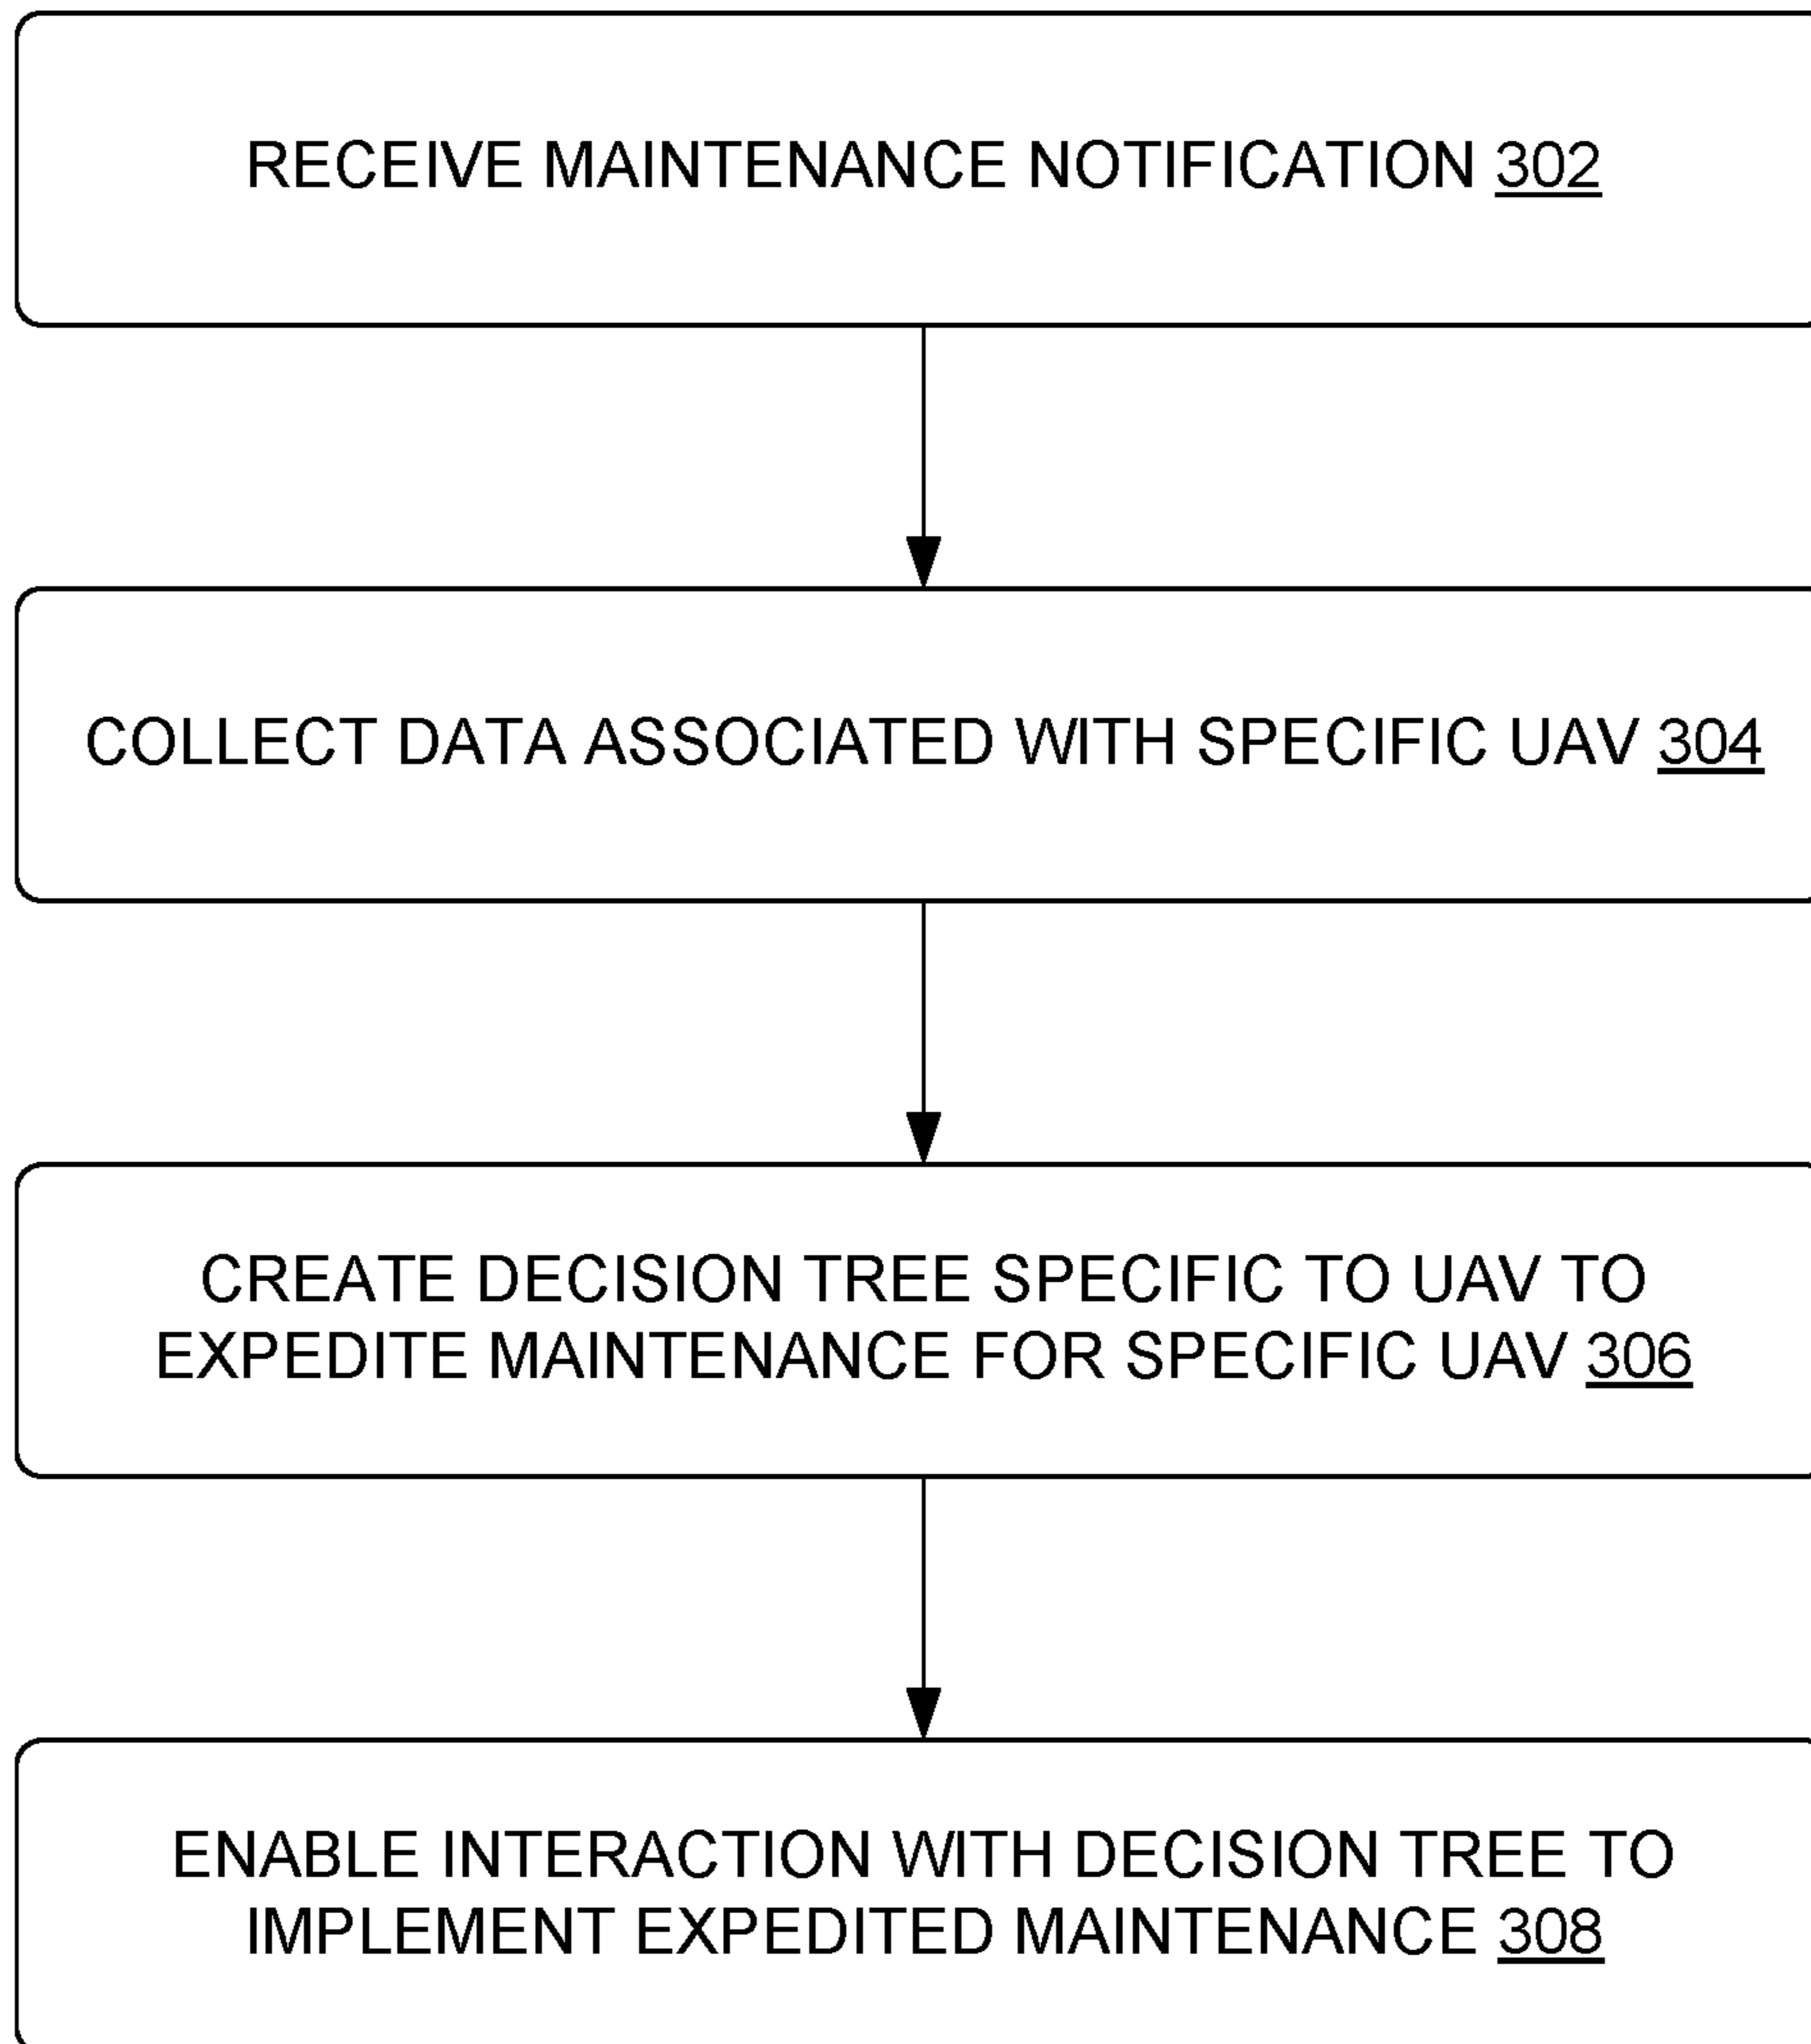 RECEIVE MAINTENANCE NOTIFICATION 302
COLLECT DATA ASSOCIATED WITH SPECIFIC UAV 304
CREATE DECISION TREE SPECIFIC TO UAV TO
EXPEDITE MAINTENANCE FOR SPECIFIC UAV 306
ENABLE INTERACTION WITH DECISION TREE TO
IMPLEMENT EXPEDITED MAINTENANCE 308